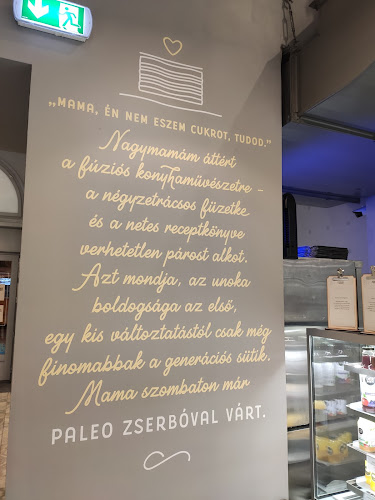 „MAMA, ÉN NEM ESZEM CUKROT, TUDOD.”
Nagymamám áttért
a fúziós konyhaművészetre –
a négyzetrácsos füzetke
és a netes receptkönyve
verhetetlen párost alkot.
Azt mondja, az unoka
boldogsága az első,
egy kis változtatástól csak még
finomabbak a generációs sütik.
Mama szombaton már
PALEO ZSERBÓVAL VÁRT.